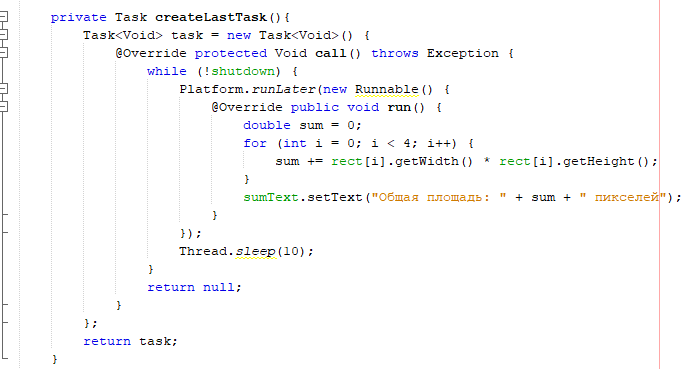 private Task createLastTask(){
Task<Void> task = new Task<Void>() {
@Override protected Void call() throws Exception {
while (!shutdown) {
Platform.runLater(new Runnable() {
@Override public void run() {
double sum = 0;
for (int i = 0; i < 4; i++) {
sum += rect[i].getWidth() * rect[i].getHeight();
}
sumText.setText("Общая площадь: " + sum + " пикселей");
}
});
Thread.sleep(10);
}
return null;
}
};
return task;
}